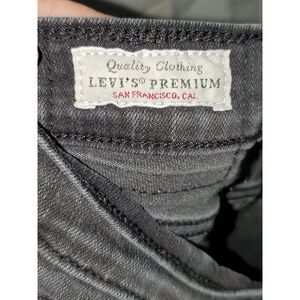 Quality Clothing
LEVI'S® PREMIUM
SAN FRANCISCO, CAL